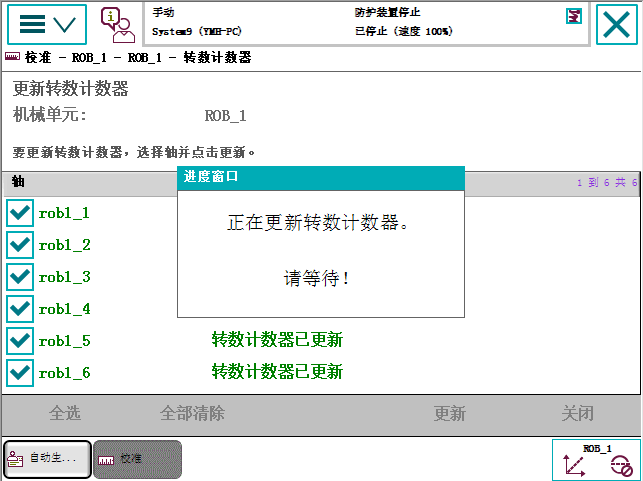 手动
防护装置停止
System9 (YMH-PC)
已停止 (速度 100%)
校准 - ROB_1 - ROB_1 - 转数计数器
更新转数计数器
机械单元: ROB_1
要更新转数计数器，选择轴并点击更新。
轴
1 到 6 共 6
进度窗口
正在更新转数计数器。
请等待！
rob1_1
rob1_2
rob1_3
rob1_4
rob1_5 转数计数器已更新
rob1_6 转数计数器已更新
全选 全部清除 更新 关闭
自动生... 校准 ROB_1